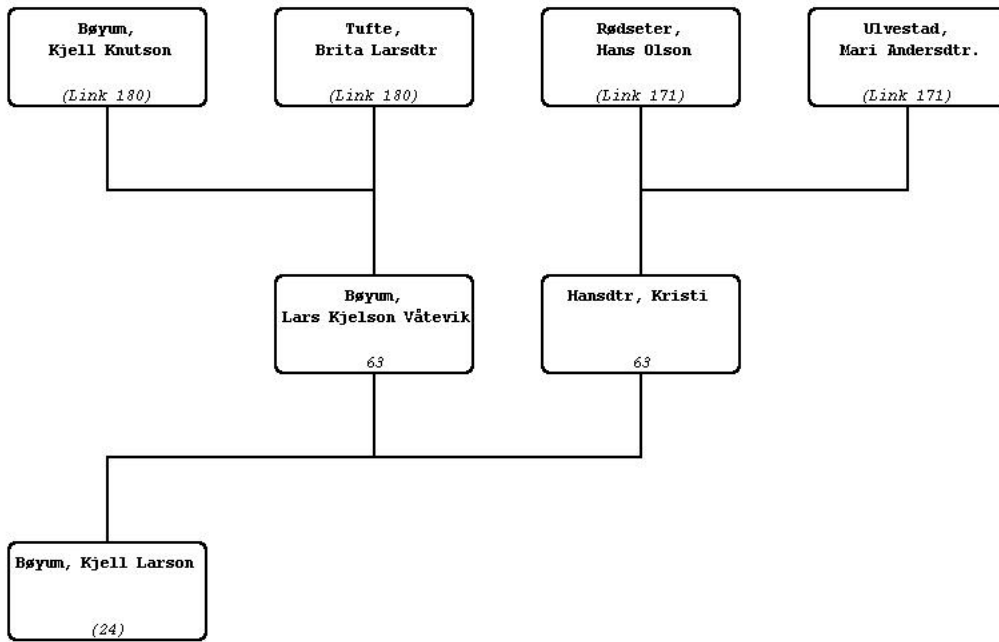 Bøyum,
Kjell Knutson
(Link 180)
Tufte,
Brita Larsdtr
(Link 180)
Rødseter,
Hans Olson
(Link 171)
Ulvestad,
Mari Andersdtr.
(Link 171)
Bøyum,
Lars Kjelson Våtevik
63
Hansdtr, Kristi
63
Bøyum, Kjell Larson
(24)